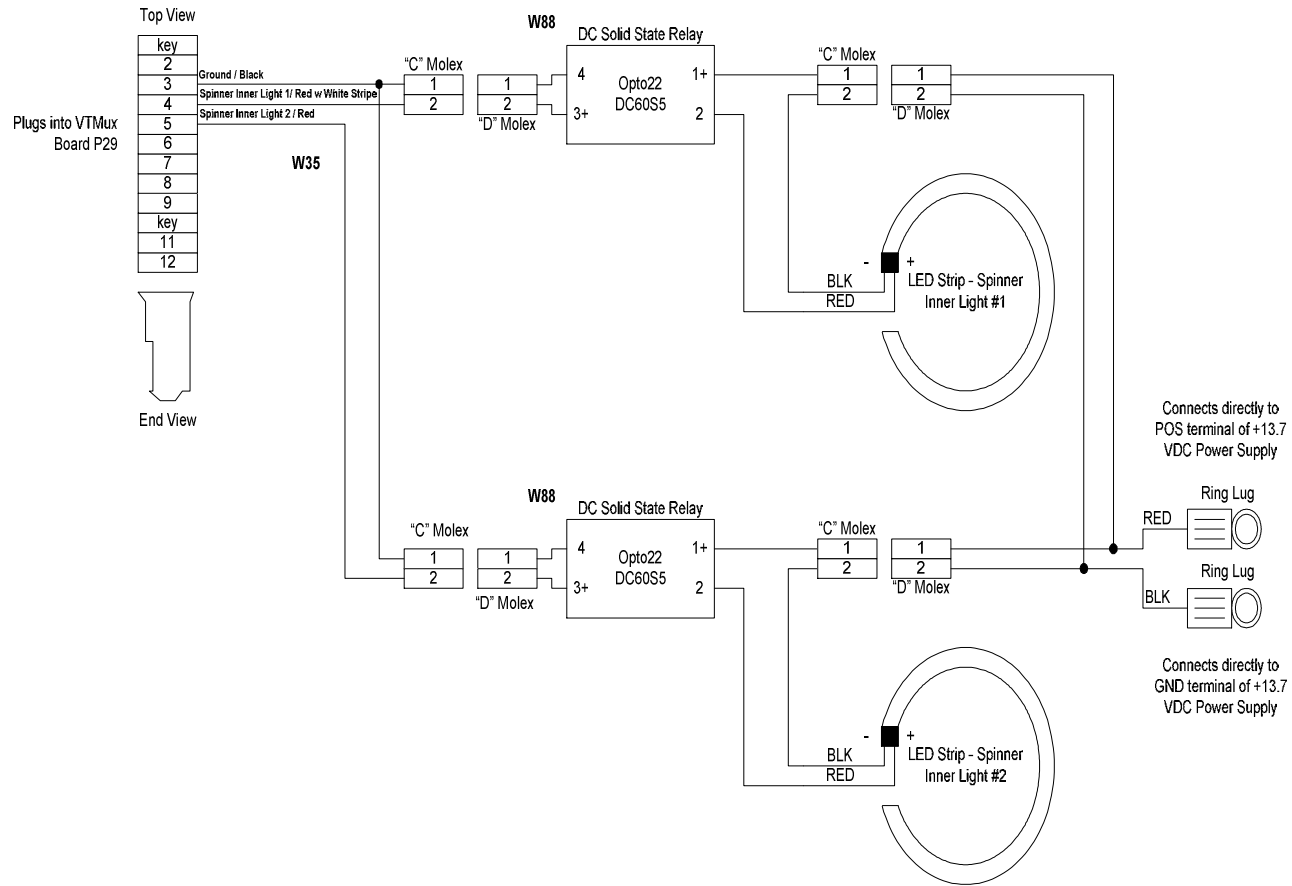 Top View
key
2
3
4
5
6
7
8
9
key
11
12
Plugs into VTMux
Board P29
End View
Ground / Black
Spinner Inner Light 1/ Red w White Stripe
Spinner Inner Light 2 / Red
W35
"C" Molex
1
2
1
2
"D" Molex
W88
DC Solid State Relay
4
3+
Opto22
DC60S5
1+
2
"C" Molex
1
2
1
2
"D" Molex
- +
BLK
RED
LED Strip - Spinner
Inner Light #1
"C" Molex
1
2
1
2
"D" Molex
W88
DC Solid State Relay
4
3+
Opto22
DC60S5
1+
2
"C" Molex
1
2
1
2
"D" Molex
- +
BLK
RED
LED Strip - Spinner
Inner Light #2
Connects directly to
POS terminal of +13.7
VDC Power Supply
Ring Lug
RED
Ring Lug
BLK
Connects directly to
GND terminal of +13.7
VDC Power Supply